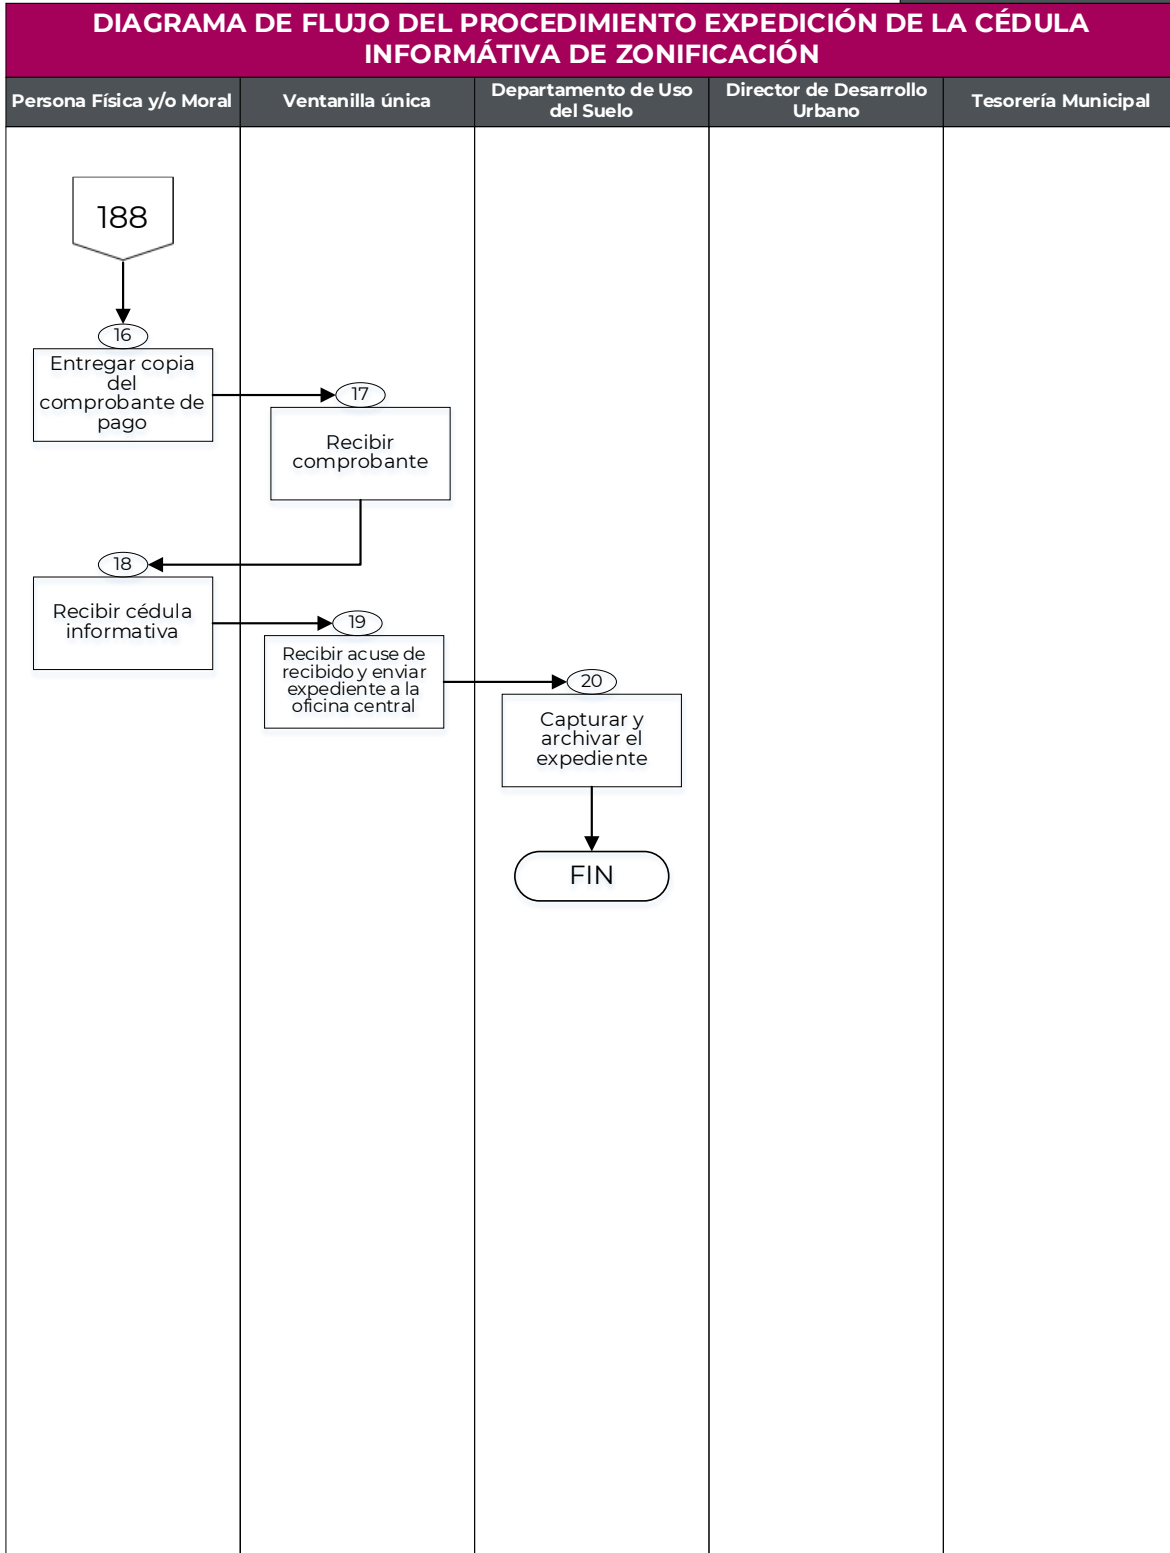 DIAGRAMA DE FLUJO DEL PROCEDIMIENTO EXPEDICIÓN DE LA CÉDULA
INFORMÁTIVA DE ZONIFICACIÓN
Persona Física y/o Moral
Ventanilla única
Departamento de Uso
del Suelo
Director de Desarrollo
Urbano
Tesorería Municipal
188
16
Entregar copia
del
comprobante de
pago
17
Recibir
comprobante
18
Recibir cédula
informativa
19
Recibir acuse de
recibido y enviar
expediente a la
oficina central
20
Capturar y
archivar el
expediente
FIN